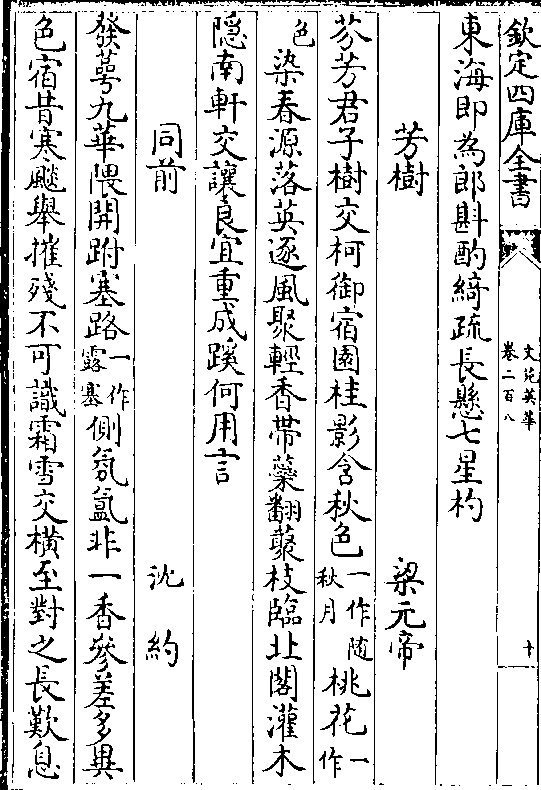 欽定四庫全書
文苑英華
卷二百八
十
東海即為郎斟酌綺疏長懸七星杓
芳樹 梁元帝
芬芳君子樹交柯御宿園桂影含秋色一作随秋月桃花一作
色染春源落英逐風聚輕香帶蘂翻叢枝臨北閣灌木
隱南軒交讓良宜重成蹊何用言
同前 沈約
發萼九華隈開跗塞路一作露塞側氛氲非一香參差多異
色宿昔寒飇舉摧殘不可識霜雪交橫至對之長歎息